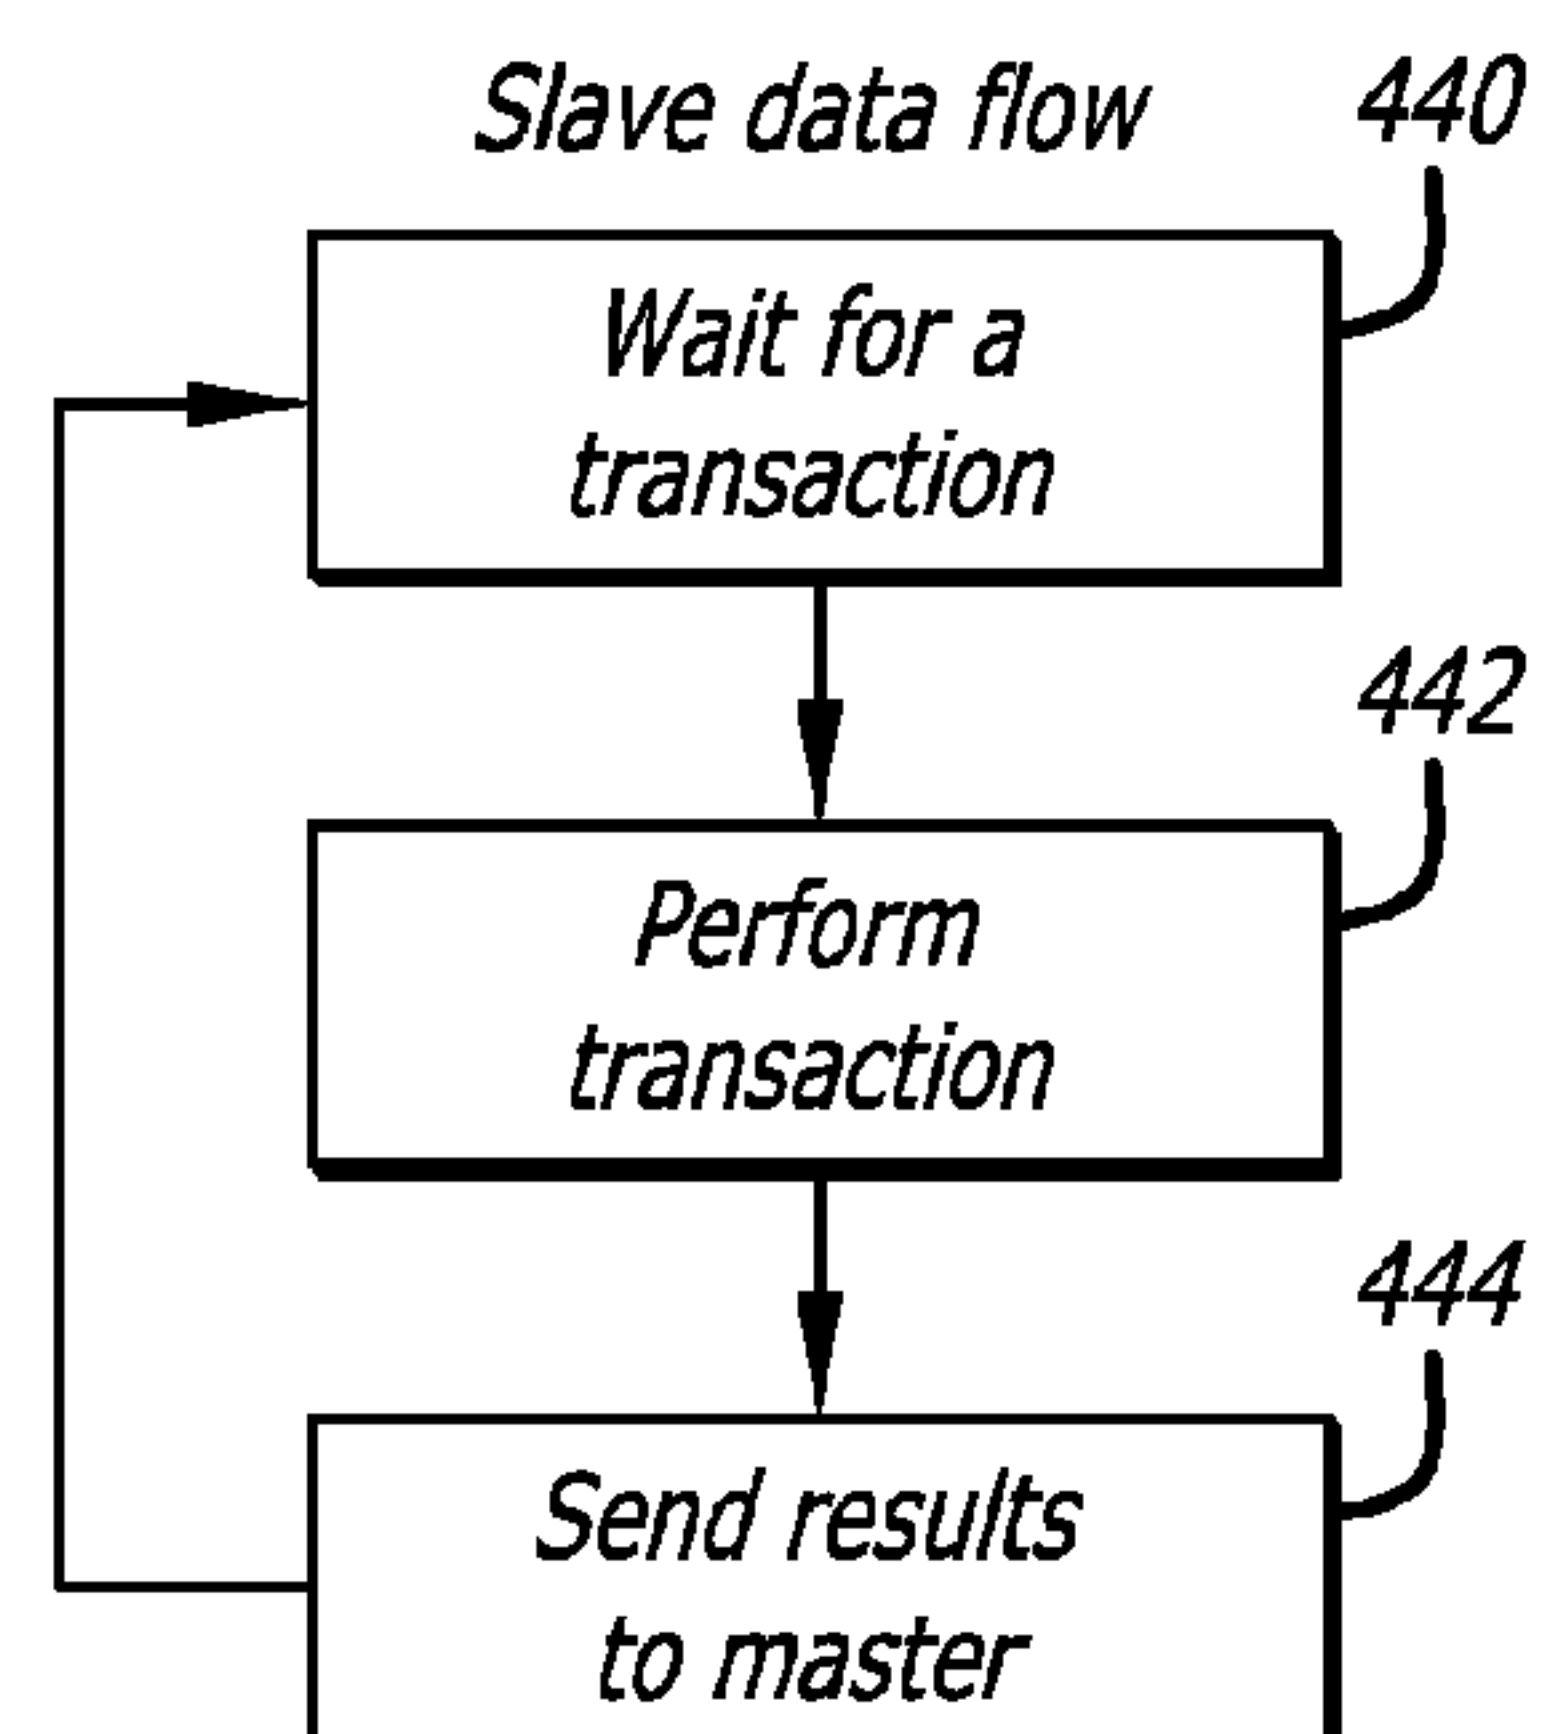 Slave data flow
440
Wait for a
transaction
442
Perform
transaction
444
Send results
to master